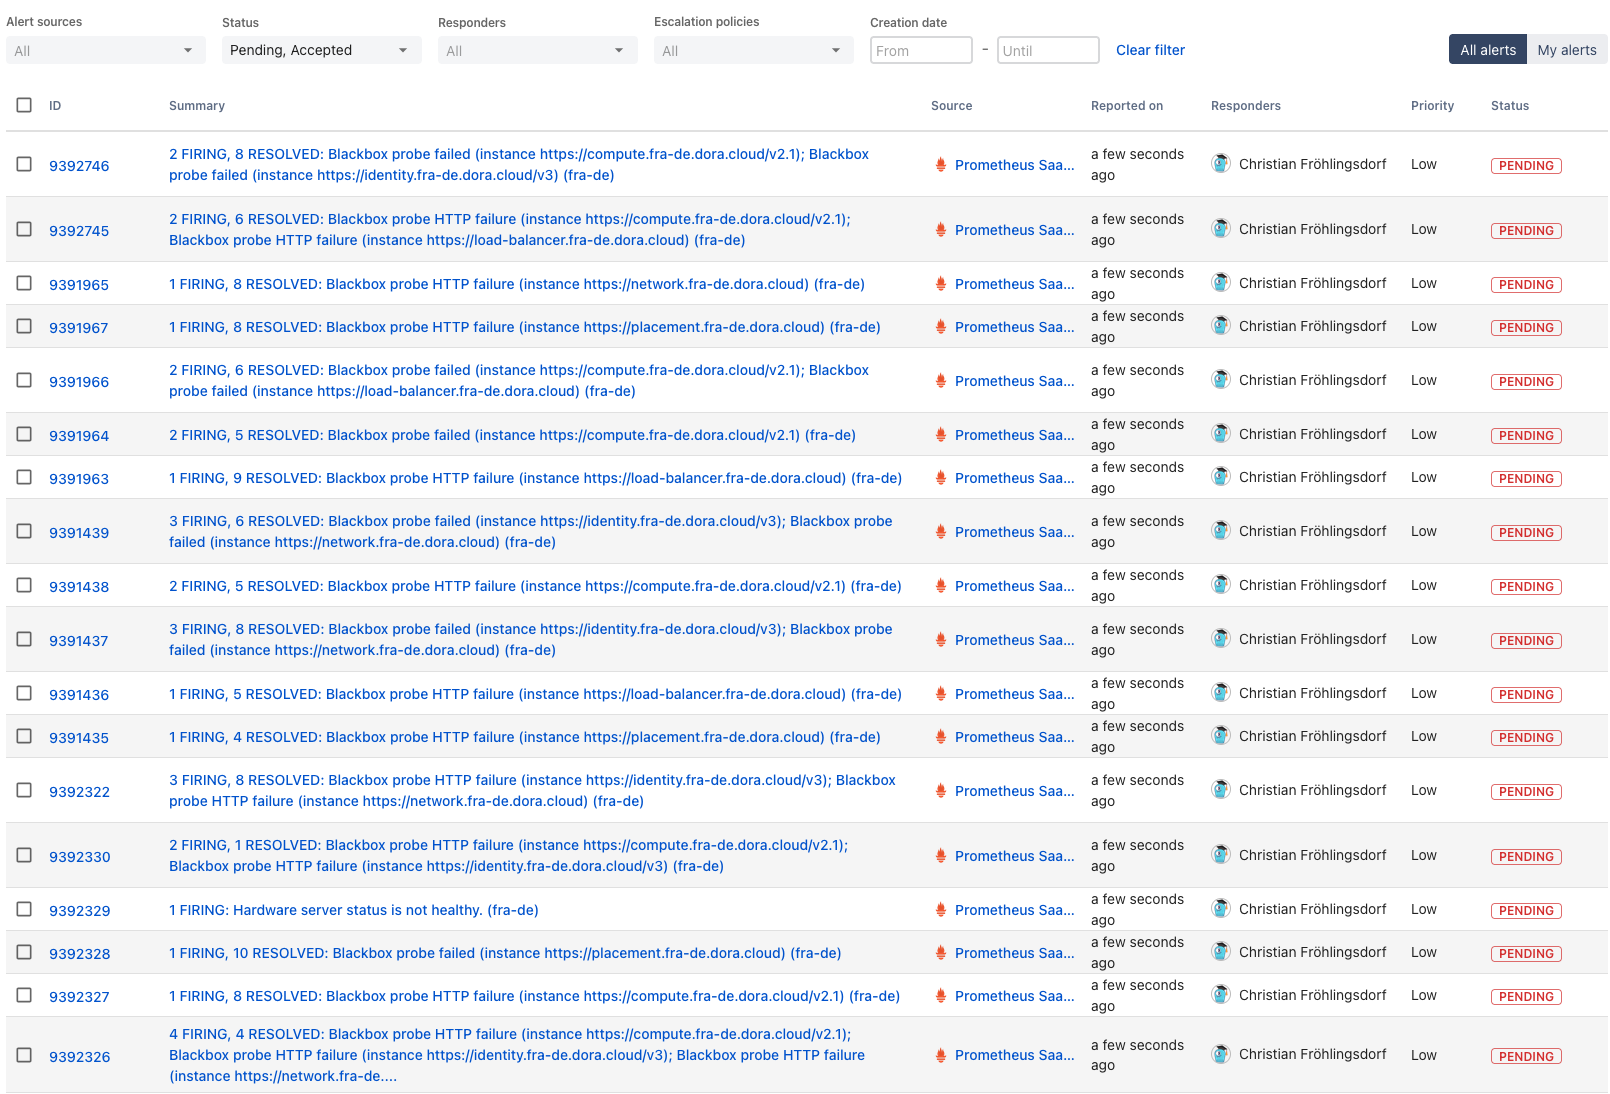 Alert sources
All
Status
Pending, Accepted
Responders
All
Escalation policies
All
Creation date
From - Until
Clear filter
All alerts My alerts
ID Summary Source Reported on Responders Priority Status
9392746
2 FIRING, 8 RESOLVED: Blackbox probe failed (instance https://compute.fra-de.dora.cloud/v2.1); Blackbox
probe failed (instance https://identity.fra-de.dora.cloud/v3) (fra-de)
Prometheus Saa...
a few seconds
ago
Christian Fröhlingsdorf
Low
PENDING
9392745
2 FIRING, 6 RESOLVED: Blackbox probe HTTP failure (instance https://compute.fra-de.dora.cloud/v2.1);
Blackbox probe HTTP failure (instance https://load-balancer.fra-de.dora.cloud) (fra-de)
Prometheus Saa...
a few seconds
ago
Christian Fröhlingsdorf
Low
PENDING
9391965
1 FIRING, 8 RESOLVED: Blackbox probe HTTP failure (instance https://network.fra-de.dora.cloud) (fra-de)
Prometheus Saa...
a few seconds
ago
Christian Fröhlingsdorf
Low
PENDING
9391967
1 FIRING, 8 RESOLVED: Blackbox probe HTTP failure (instance https://placement.fra-de.dora.cloud) (fra-de)
Prometheus Saa...
a few seconds
ago
Christian Fröhlingsdorf
Low
PENDING
9391966
2 FIRING, 6 RESOLVED: Blackbox probe failed (instance https://compute.fra-de.dora.cloud/v2.1); Blackbox
probe failed (instance https://load-balancer.fra-de.dora.cloud) (fra-de)
Prometheus Saa...
a few seconds
ago
Christian Fröhlingsdorf
Low
PENDING
9391964
2 FIRING, 5 RESOLVED: Blackbox probe failed (instance https://compute.fra-de.dora.cloud/v2.1) (fra-de)
Prometheus Saa...
a few seconds
ago
Christian Fröhlingsdorf
Low
PENDING
9391963
1 FIRING, 9 RESOLVED: Blackbox probe HTTP failure (instance https://load-balancer.fra-de.dora.cloud) (fra-de)
Prometheus Saa...
a few seconds
ago
Christian Fröhlingsdorf
Low
PENDING
9391439
3 FIRING, 6 RESOLVED: Blackbox probe failed (instance https://identity.fra-de.dora.cloud/v3); Blackbox probe
failed (instance https://network.fra-de.dora.cloud) (fra-de)
Prometheus Saa...
a few seconds
ago
Christian Fröhlingsdorf
Low
PENDING
9391438
2 FIRING, 5 RESOLVED: Blackbox probe HTTP failure (instance https://compute.fra-de.dora.cloud/v2.1) (fra-de)
Prometheus Saa...
a few seconds
ago
Christian Fröhlingsdorf
Low
PENDING
9391437
3 FIRING, 8 RESOLVED: Blackbox probe failed (instance https://identity.fra-de.dora.cloud/v3); Blackbox probe
failed (instance https://network.fra-de.dora.cloud) (fra-de)
Prometheus Saa...
a few seconds
ago
Christian Fröhlingsdorf
Low
PENDING
9391436
1 FIRING, 5 RESOLVED: Blackbox probe HTTP failure (instance https://load-balancer.fra-de.dora.cloud) (fra-de)
Prometheus Saa...
a few seconds
ago
Christian Fröhlingsdorf
Low
PENDING
9391435
1 FIRING, 4 RESOLVED: Blackbox probe HTTP failure (instance https://placement.fra-de.dora.cloud) (fra-de)
Prometheus Saa...
a few seconds
ago
Christian Fröhlingsdorf
Low
PENDING
9392322
3 FIRING, 8 RESOLVED: Blackbox probe HTTP failure (instance https://identity.fra-de.dora.cloud/v3); Blackbox
probe HTTP failure (instance https://network.fra-de.dora.cloud) (fra-de)
Prometheus Saa...
a few seconds
ago
Christian Fröhlingsdorf
Low
PENDING
9392330
2 FIRING, 1 RESOLVED: Blackbox probe HTTP failure (instance https://compute.fra-de.dora.cloud/v2.1);
Blackbox probe HTTP failure (instance https://identity.fra-de.dora.cloud/v3) (fra-de)
Prometheus Saa...
a few seconds
ago
Christian Fröhlingsdorf
Low
PENDING
9392329
1 FIRING: Hardware server status is not healthy. (fra-de)
Prometheus Saa...
a few seconds
ago
Christian Fröhlingsdorf
Low
PENDING
9392328
1 FIRING, 10 RESOLVED: Blackbox probe failed (instance https://placement.fra-de.dora.cloud) (fra-de)
Prometheus Saa...
a few seconds
ago
Christian Fröhlingsdorf
Low
PENDING
9392327
1 FIRING, 8 RESOLVED: Blackbox probe HTTP failure (instance https://compute.fra-de.dora.cloud/v2.1) (fra-de)
Prometheus Saa...
a few seconds
ago
Christian Fröhlingsdorf
Low
PENDING
9392326
4 FIRING, 4 RESOLVED: Blackbox probe HTTP failure (instance https://compute.fra-de.dora.cloud/v2.1);
Blackbox probe HTTP failure (instance https://identity.fra-de.dora.cloud/v3); Blackbox probe HTTP failure
(instance https://network.fra-de....
Prometheus Saa...
a few seconds
ago
Christian Fröhlingsdorf
Low
PENDING